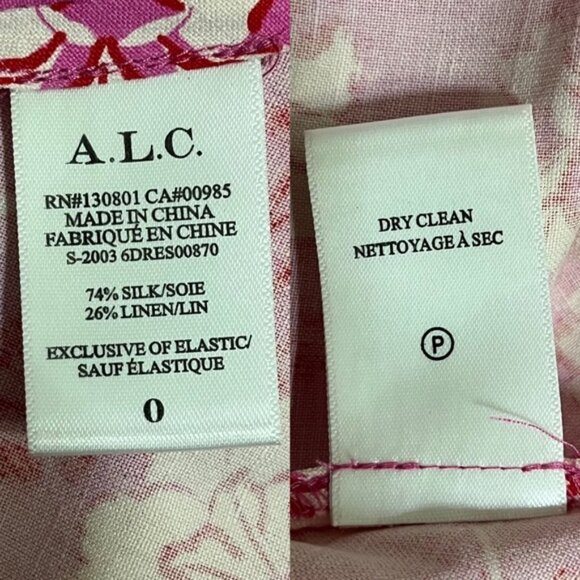 A.L.C.
RN#130801 CA#00985
MADE IN CHINA
FABRIQUÉ EN CHINE
S-2003 6DRES00870
74% SILK/SOIE
26% LINEN/LIN
EXCLUSIVE OF ELASTIC/
SAUF ÉLASTIQUE
0
DRY CLEAN
NETTOYAGE À SEC
P